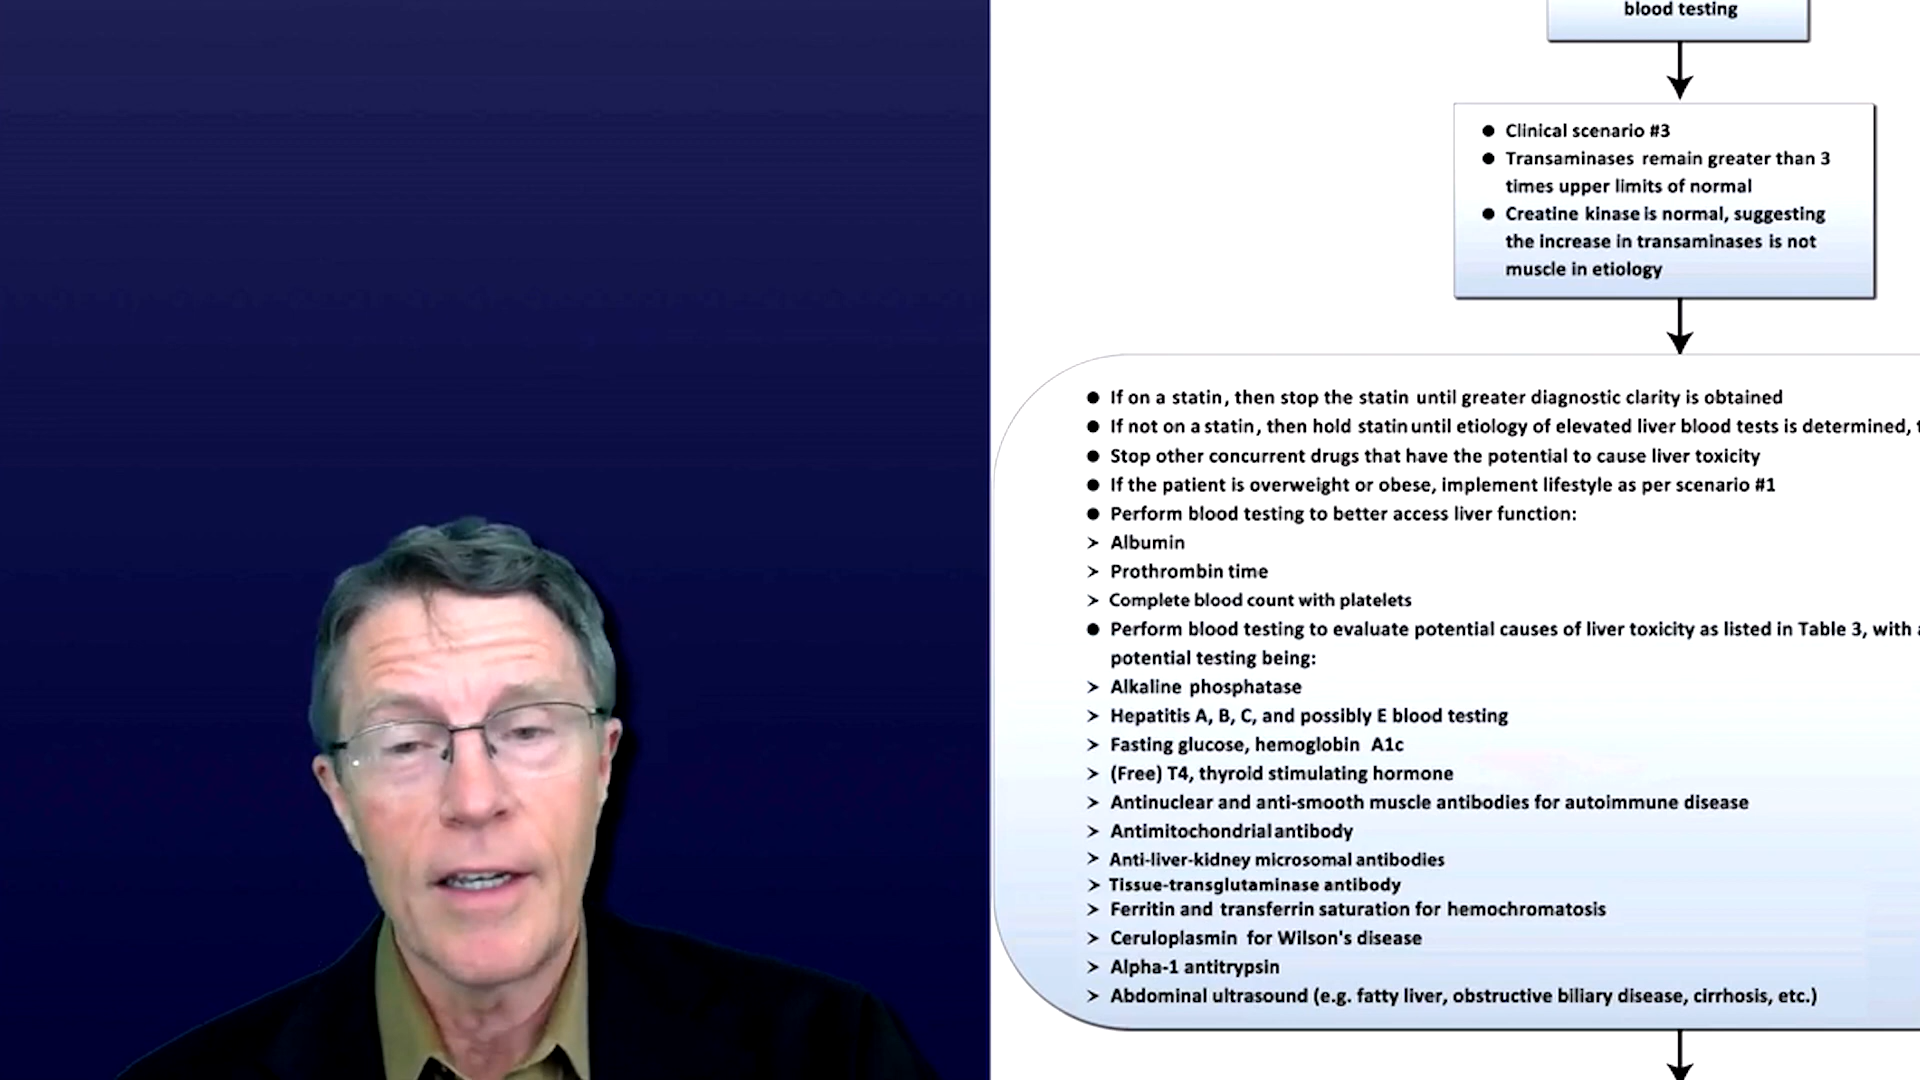 blood testing
● Clinical scenario #3
● Transaminases remain greater than 3
times upper limits of normal
● Creatine kinase is normal, suggesting
the increase in transaminases is not
muscle in etiology
● If on a statin, then stop the statin until greater diagnostic clarity is obtained
● If not on a statin, then hold statin until etiology of elevated liver blood tests is determined,
● Stop other concurrent drugs that have the potential to cause liver toxicity
● If the patient is overweight or obese, implement lifestyle as per scenario #1
● Perform blood testing to better access liver function:
➢ Albumin
➢ Prothrombin time
➢ Complete blood count with platelets
● Perform blood testing to evaluate potential causes of liver toxicity as listed in Table 3, with
potential testing being:
➢ Alkaline phosphatase
➢ Hepatitis A, B, C, and possibly E blood testing
➢ Fasting glucose, hemoglobin A1c
➢ (Free) T4, thyroid stimulating hormone
➢ Antinuclear and anti-smooth muscle antibodies for autoimmune disease
➢ Antimitochondrial antibody
➢ Anti-liver-kidney microsomal antibodies
➢ Tissue-transglutaminase antibody
➢ Ferritin and transferrin saturation for hemochromatosis
➢ Ceruloplasmin for Wilson's disease
➢ Alpha-1 antitrypsin
➢ Abdominal ultrasound (e.g. fatty liver, obstructive biliary disease, cirrhosis, etc.)